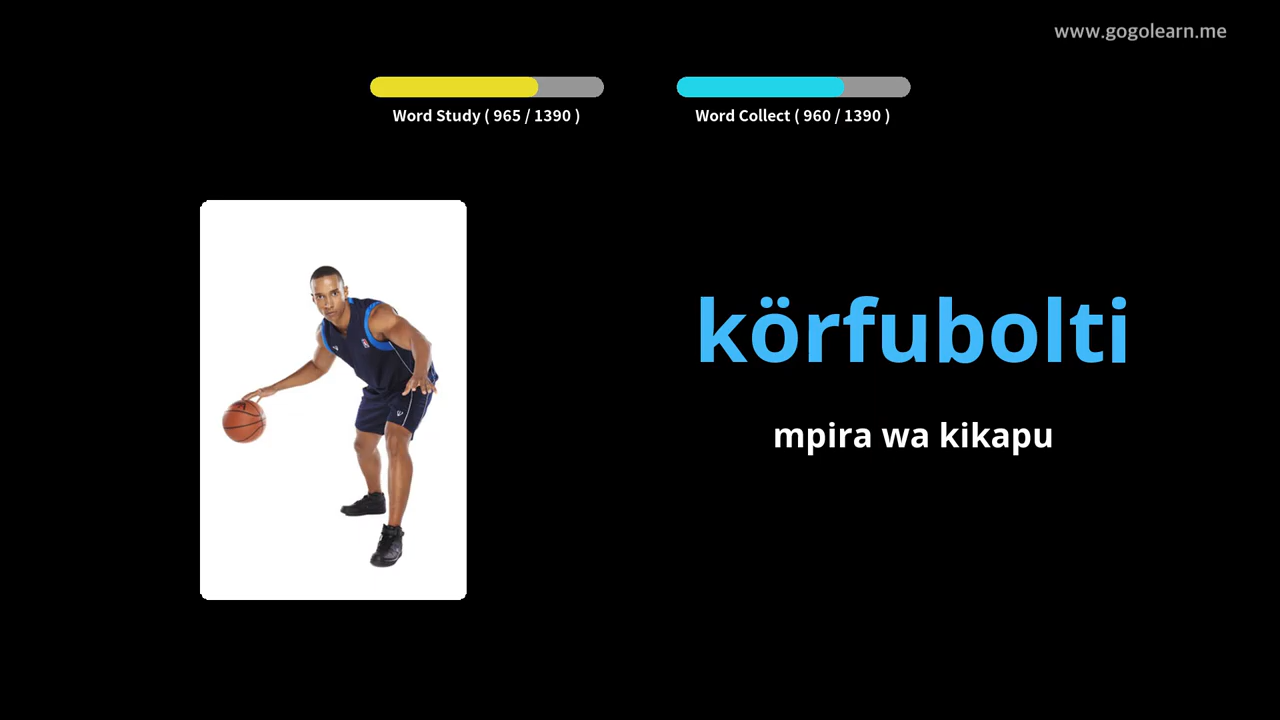 www.gogolearn.me
Word Study ( 965 / 1390 )
Word Collect ( 960 / 1390 )
körfubolti
mpira wa kikapu